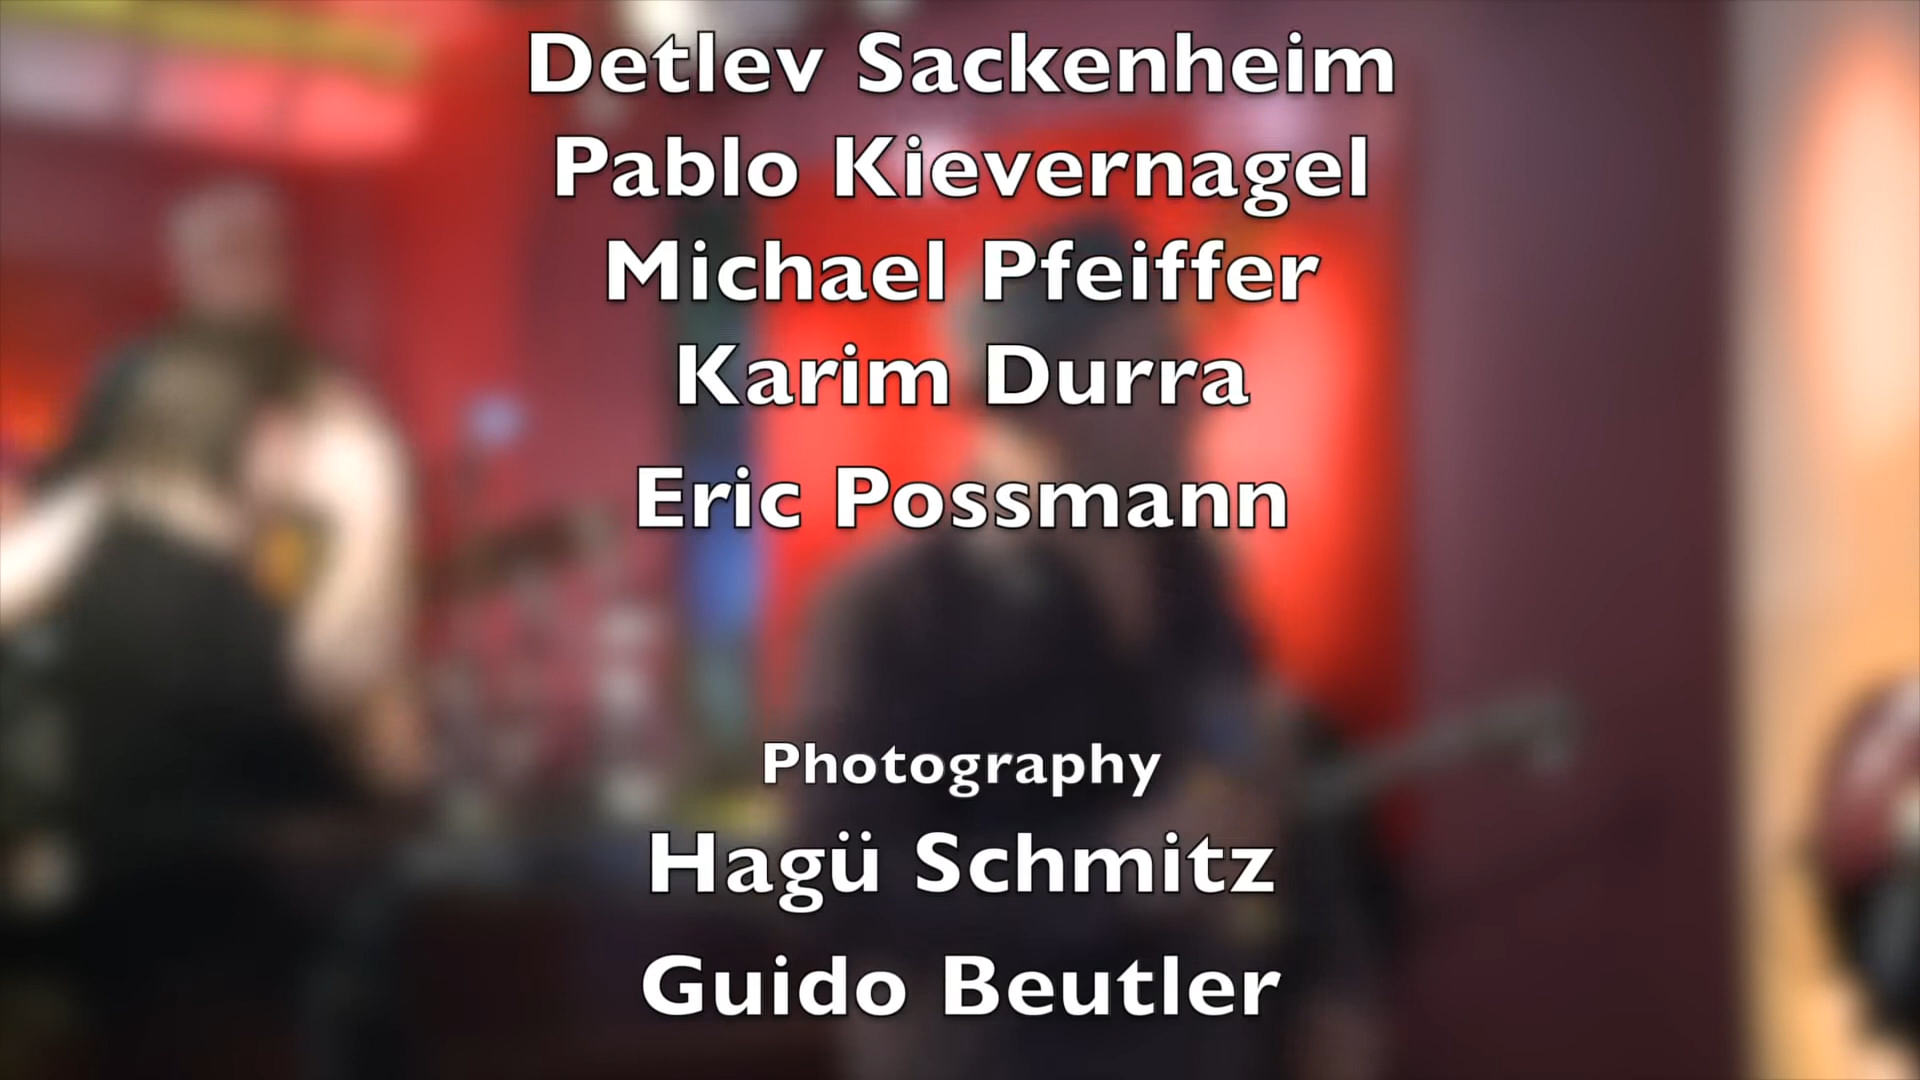 Detlev Sackenheim
Pablo Kievernagel
Michael Pfeiffer
Karim Durra
Eric Possmann
Photography
Hagü Schmitz
Guido Beutler